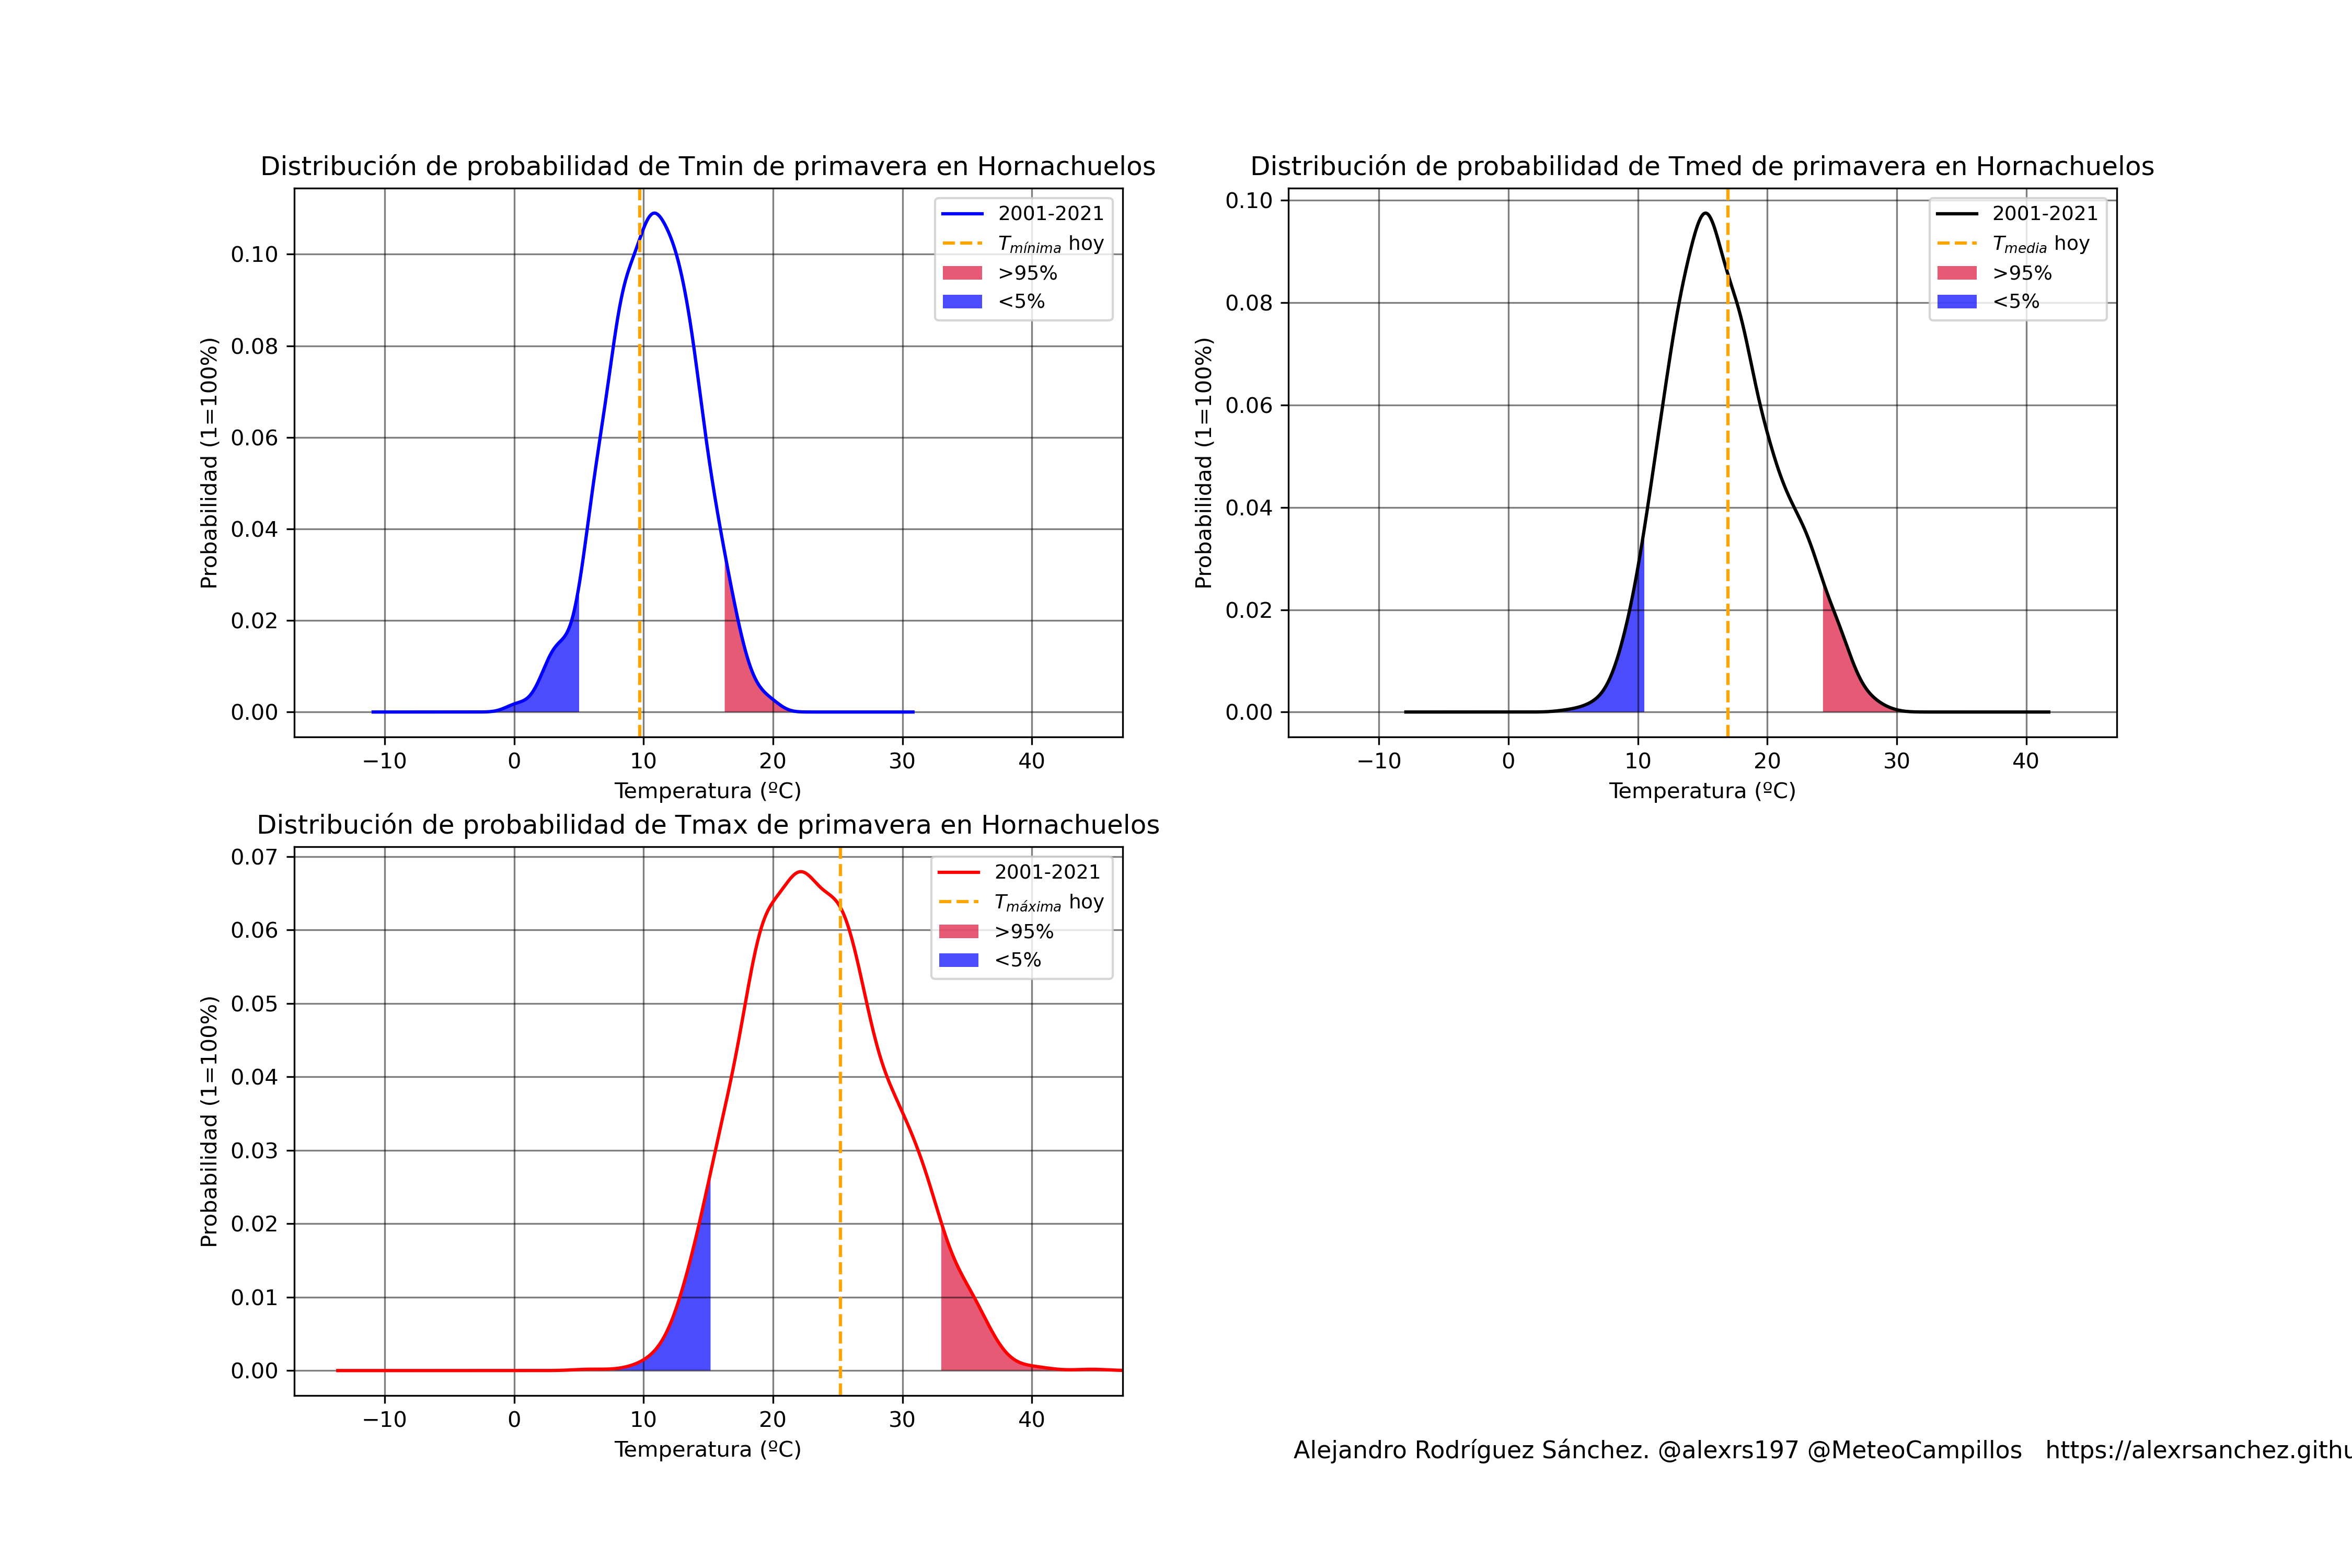 Distribución de probabilidad de Tmin de primavera en Hornachuelos
Probabilidad (1=100%)
0.10
0.08
0.06
0.04
0.02
0.00
−10 0 10 20 30 40
Temperatura (ºC)
2001-2021
Tmínima hoy
>95%
<5%
Distribución de probabilidad de Tmed de primavera en Hornachuelos
Probabilidad (1=100%)
0.10
0.08
0.06
0.04
0.02
0.00
−10 0 10 20 30 40
Temperatura (ºC)
2001-2021
Tmedia hoy
>95%
<5%
Distribución de probabilidad de Tmax de primavera en Hornachuelos
Probabilidad (1=100%)
0.07
0.06
0.05
0.04
0.03
0.02
0.01
0.00
−10 0 10 20 30 40
Temperatura (ºC)
2001-2021
Tmáxima hoy
>95%
<5%
Alejandro Rodríguez Sánchez. @alexrs197 @MeteoCampillos https://alexrsanchez.githu